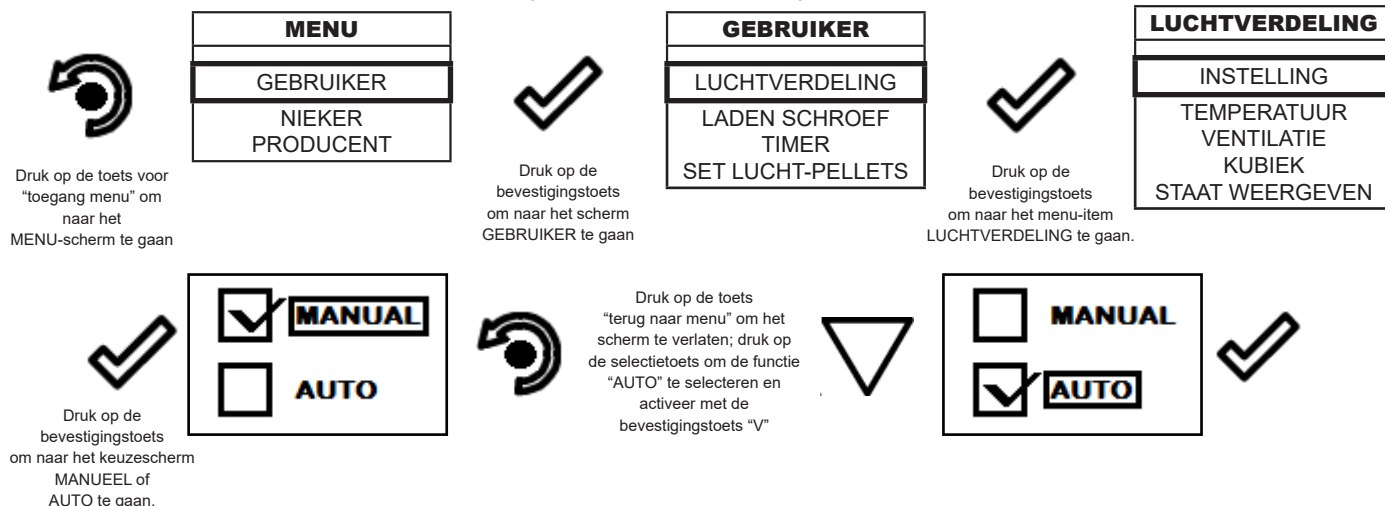 MENU
GEBRUIKER
NIEKER
PRODUCENT
Druk op de toets voor
“toegang menu” om
naar het
MENU-scherm te gaan
GEBRUIKER
LUCHTVERDELING
LADEN SCHROEF
TIMER
SET LUCHT-PELLETS
Druk op de
bevestigingstoets
om naar het scherm
GEBRUIKER te gaan
LUCHTVERDELING
INSTELLING
TEMPERATUUR
VENTILATIE
KUBIEK
STAAT WEERGEVEN
Druk op de
bevestigingstoets
om naar het menu-item
LUCHTVERDELING te gaan.
MANUAL
AUTO
Druk op de
bevestigingstoets
om naar het keuzescherm
MANUEEL of
AUTO te gaan.
Druk op de toets
“terug naar menu” om het
scherm te verlaten; druk op
de selectietoets om de functie
“AUTO” te selecteren en
activeer met de
bevestigingstoets “V”
MANUAL
AUTO